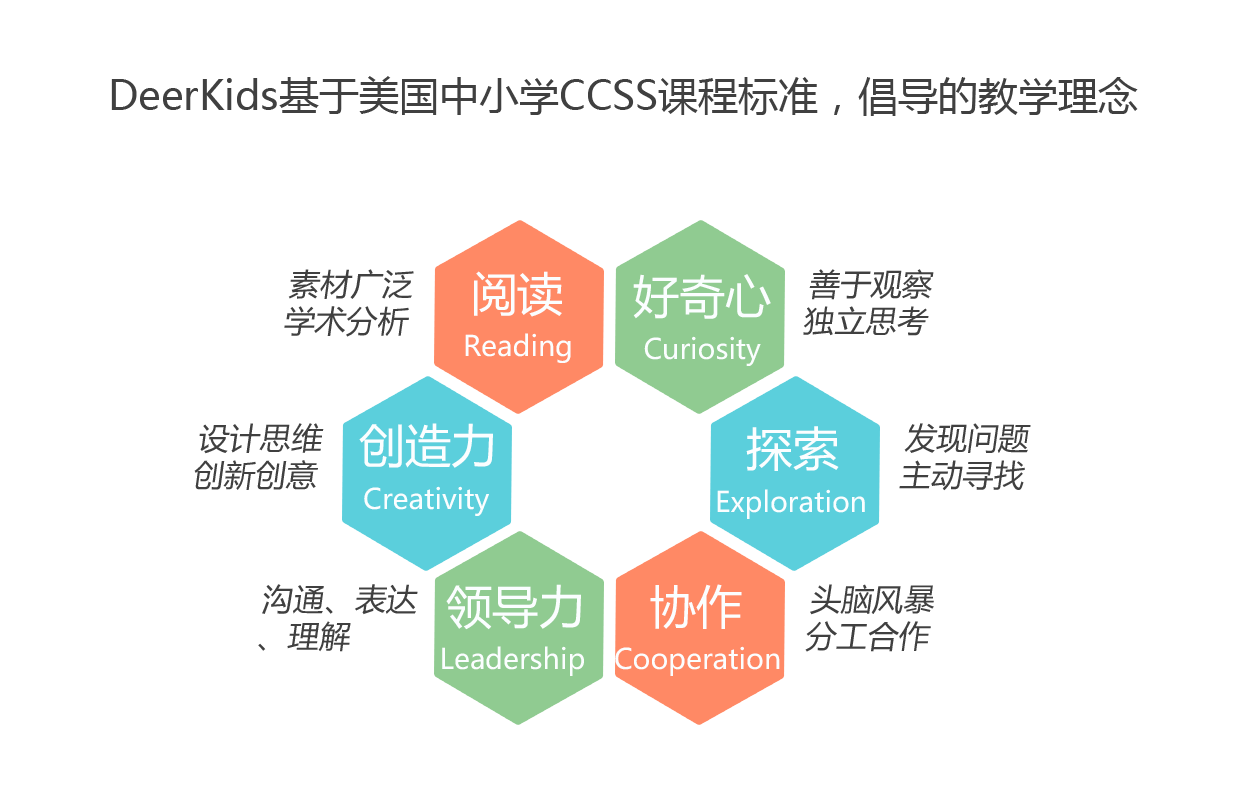 DeerKids基于美国中小学CCSS课程标准，倡导的教学理念
素材广泛
学术分析
阅读
Reading
好奇心
Curiosity
善于观察
独立思考
设计思维
创新创意
创造力
Creativity
探索
Exploration
发现问题
主动寻找
沟通、表达
、理解
领导力
Leadership
协作
Cooperation
头脑风暴
分工合作